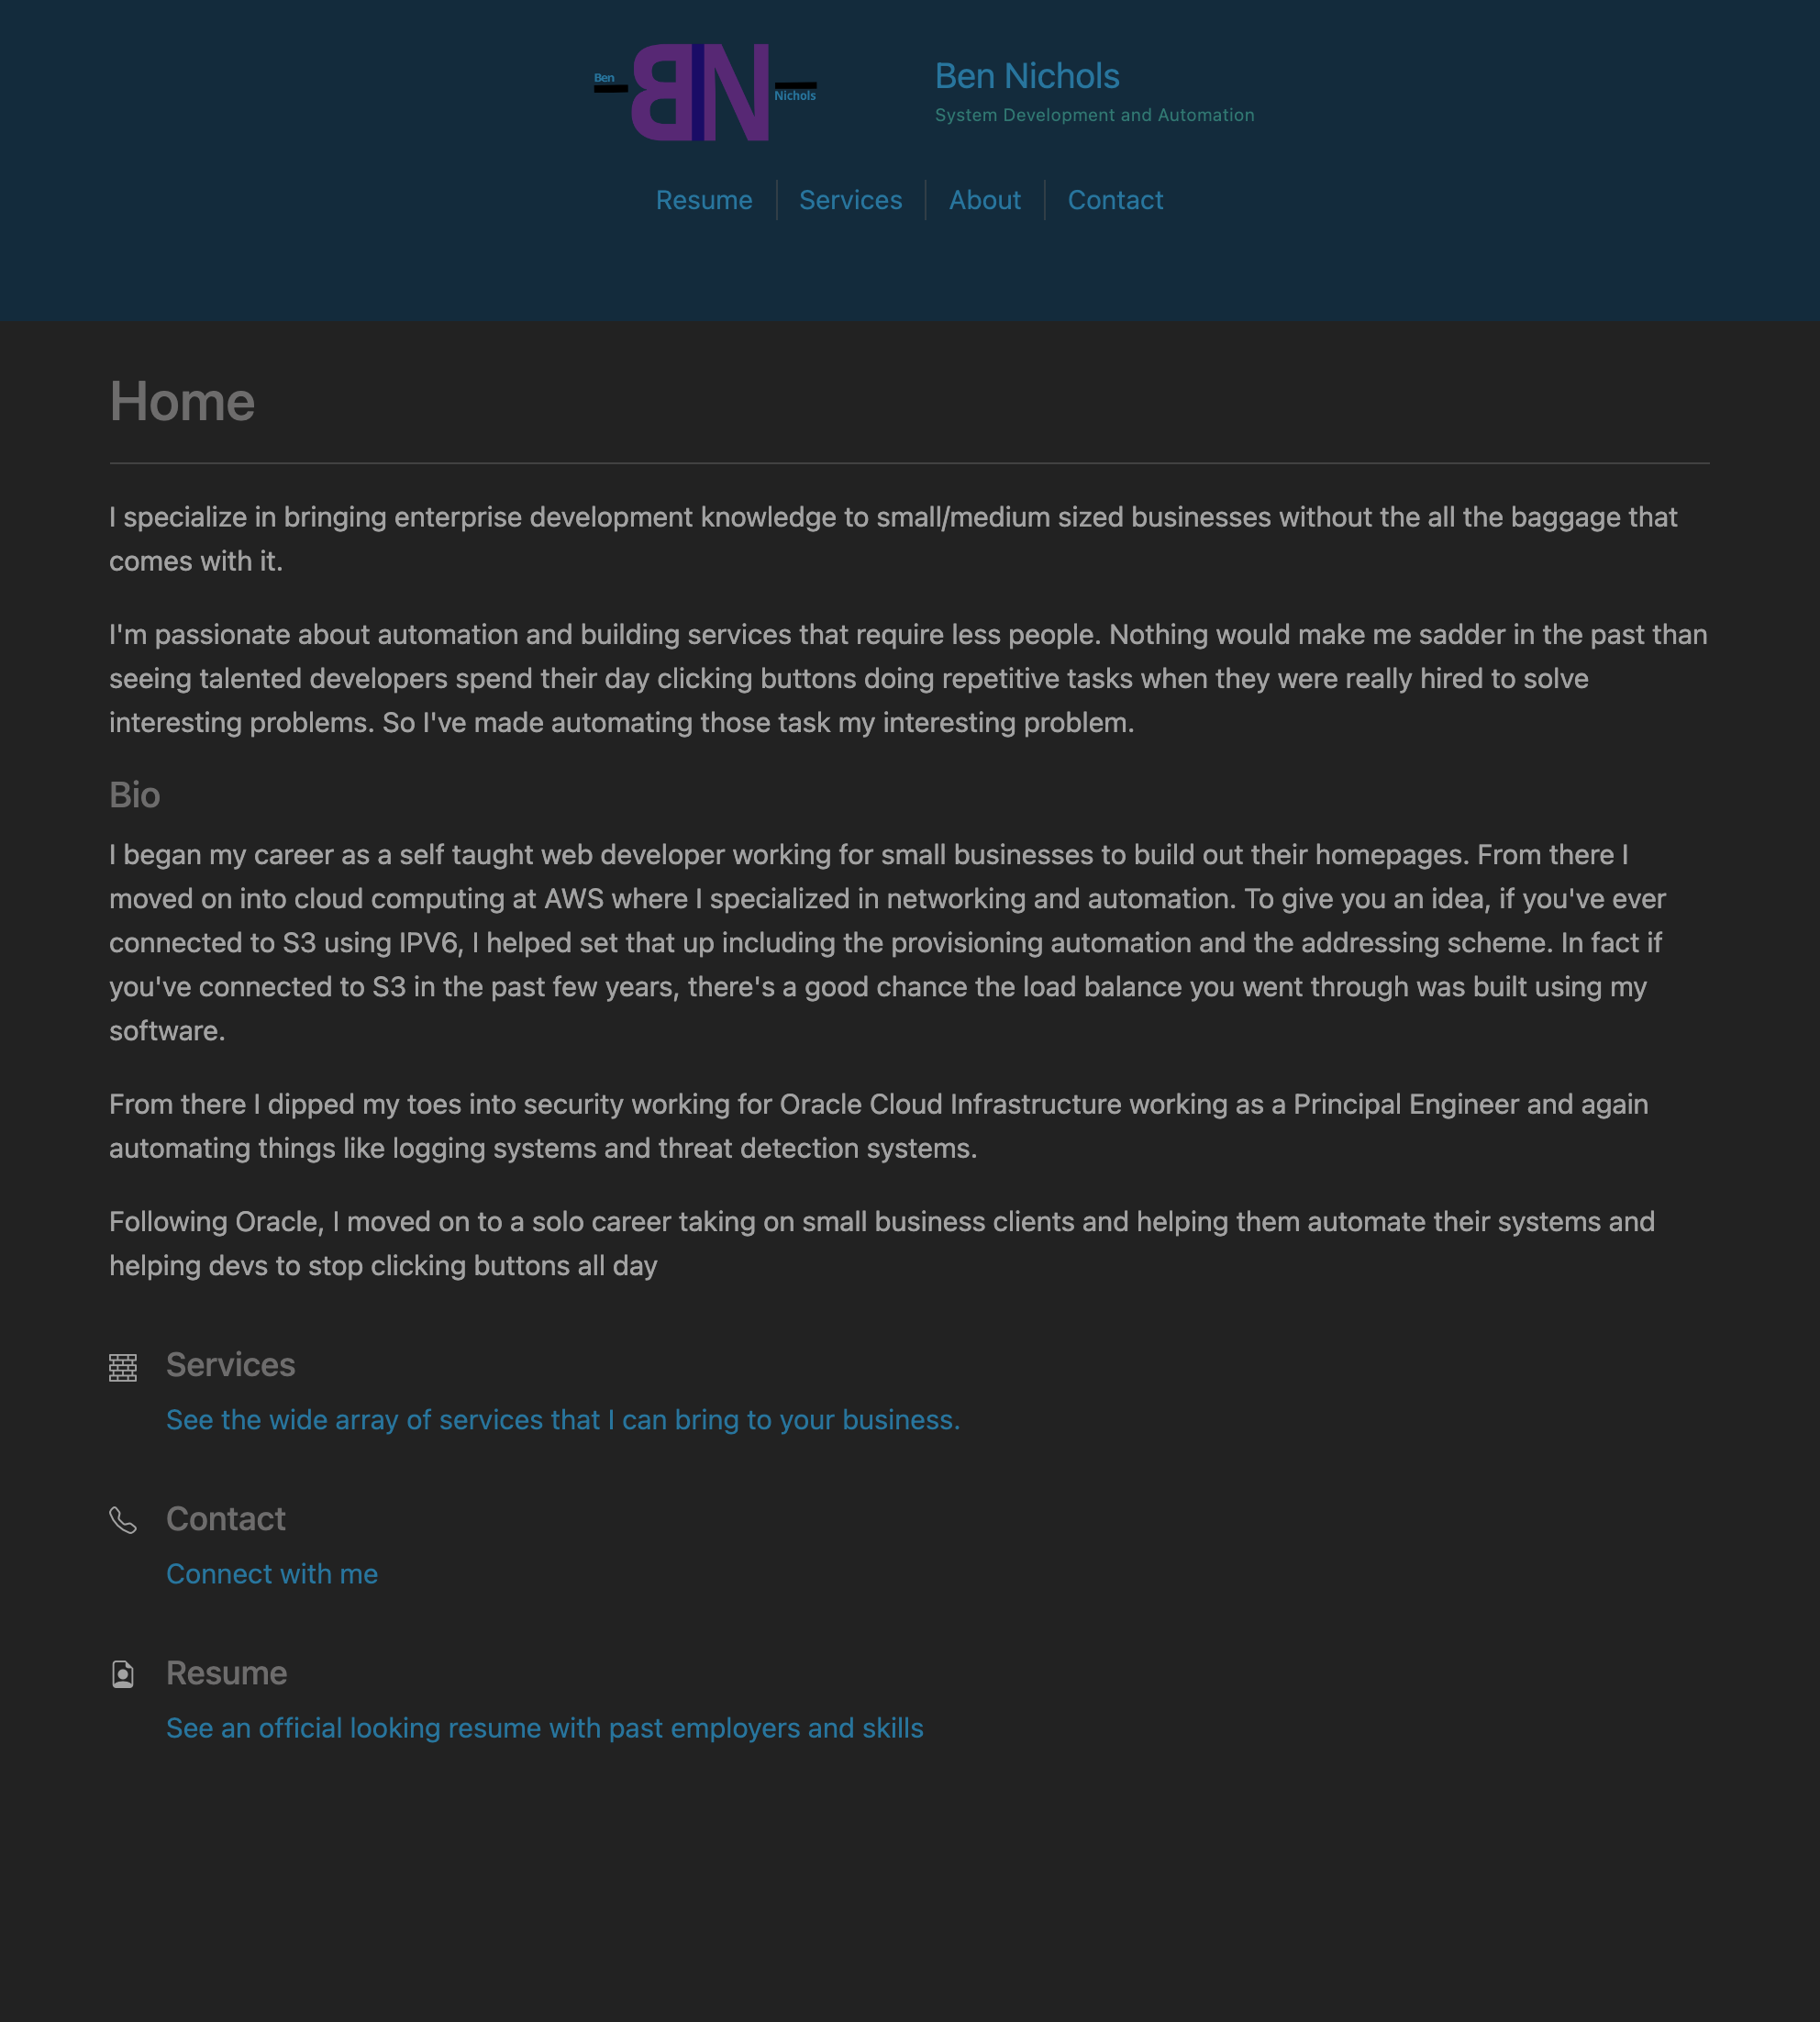 Ben
BN
Nichols
Ben Nichols
System Development and Automation
Resume
Services
About
Contact
Home
I specialize in bringing enterprise development knowledge to small/medium sized businesses without the all the baggage that
comes with it.
I'm passionate about automation and building services that require less people. Nothing would make me sadder in the past than
seeing talented developers spend their day clicking buttons doing repetitive tasks when they were really hired to solve
interesting problems. So I've made automating those task my interesting problem.
Bio
I began my career as a self taught web developer working for small businesses to build out their homepages. From there I
moved on into cloud computing at AWS where I specialized in networking and automation. To give you an idea, if you've ever
connected to S3 using IPV6, I helped set that up including the provisioning automation and the addressing scheme. In fact if
you've connected to S3 in the past few years, there's a good chance the load balance you went through was built using my
software.
From there I dipped my toes into security working for Oracle Cloud Infrastructure working as a Principal Engineer and again
automating things like logging systems and threat detection systems.
Following Oracle, I moved on to a solo career taking on small business clients and helping them automate their systems and
helping devs to stop clicking buttons all day
Services
See the wide array of services that I can bring to your business.
Contact
Connect with me
Resume
See an official looking resume with past employers and skills